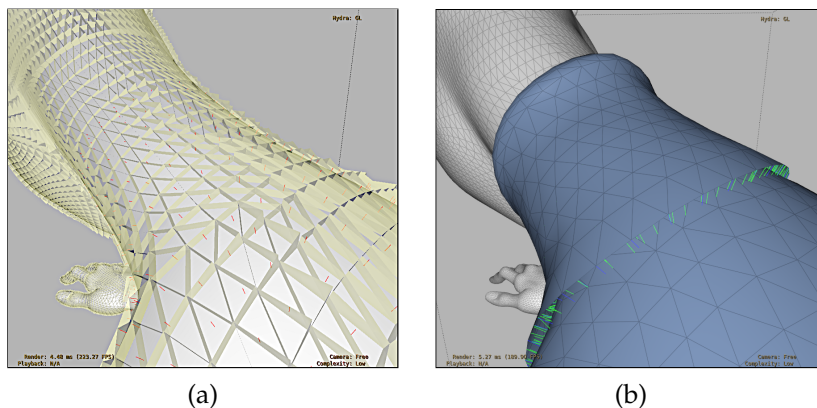 Hydra: GL
Render: 4.48 ms (223.27 FPS)
Playback: N/A
Camera: Free
Complexity: Low
(a)
Hydra: GL
Render: 5.27 ms
Playback: N/A
Camera: Free
Complexity: Low
(b)